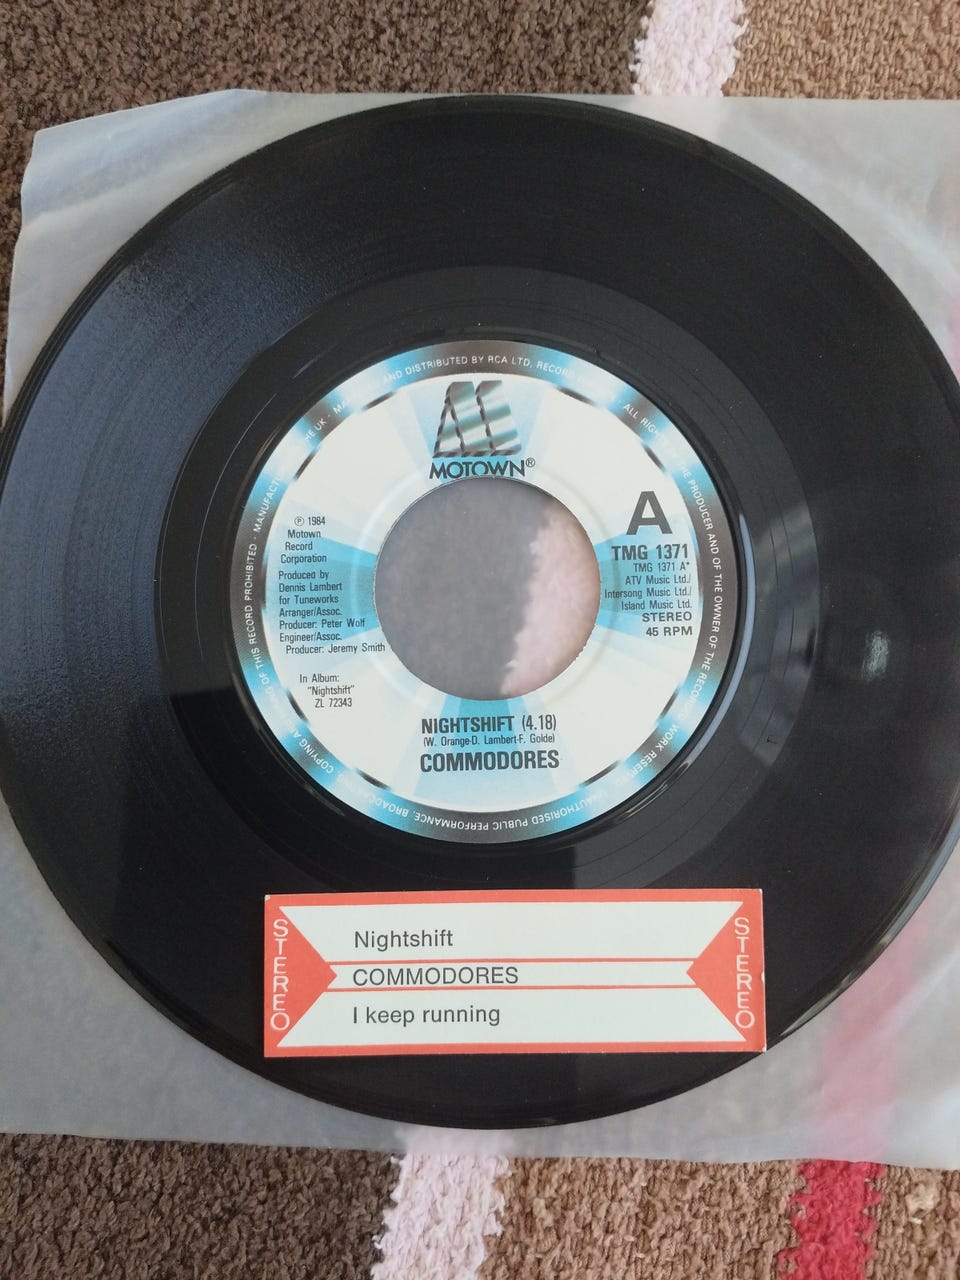 AND DISTRIBUTED BY RCA LTD. RECORD
ALL THE PRODUCER AND OF THE OWNER OF THE WORK
UNAUTHORISED PUBLIC PERFORMANCE, BROADCASTING
COPYING OF THIS RECORD PROHIBITED - THE UK -
MOTOWN®
A
TMG 1371
TMG 1371 A*
ATV Music Ltd./
Intersong Music Ltd./
Island Music Ltd.
STEREO
45 RPM
℗ 1984
Motown
Record
Corporation
Produced by
Dennis Lambert
for Tuneworks
Arranger/Assoc.
Producer: Peter Wolf
Engineer/Assoc.
Producer: Jeremy Smith
In Album:
"Nightshift"
ZL 72343
NIGHTSHIFT (4.18)
(W. Orange-D. Lambert-F. Golde)
COMMODORES
STEREO
Nightshift
COMMODORES
I keep running
STEREO